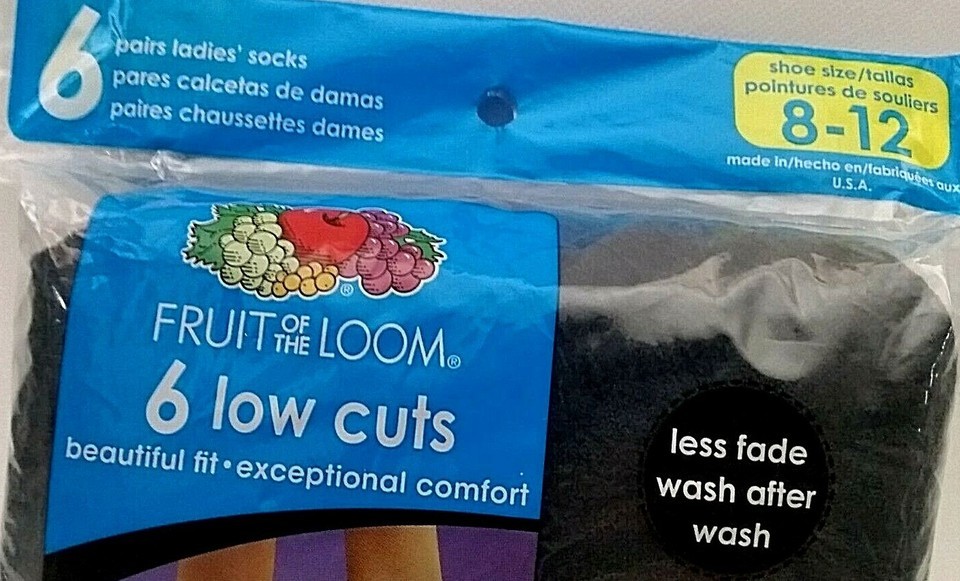 6
pairs ladies' socks
pares calcetas de damas
paires chaussettes dames
shoe size/tallas
pointures de souliers
8-12
made in/hecho en/fabriquées aux
U.S.A.
®
FRUIT OF THE LOOM®
6 low cuts
beautiful fit•exceptional comfort
less fade
wash after
wash